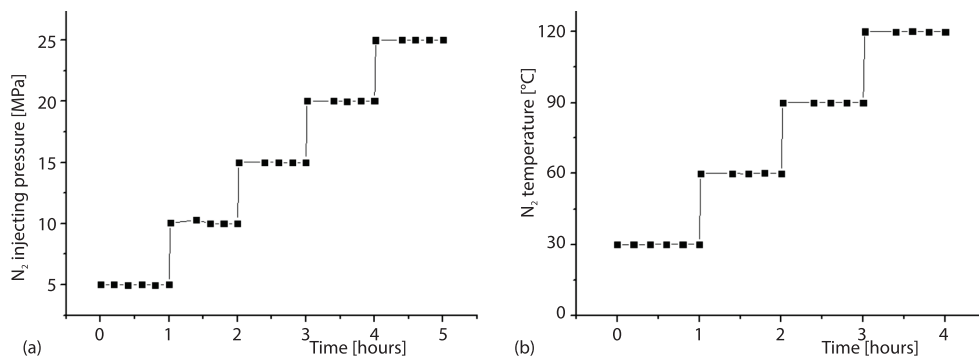 25
20
15
10
5
N₂ injecting pressure [MPa]
0 1 2 3 4 5
(a) Time [hours]
120
90
60
30
0
N₂ temperature [°C]
0 1 2 3 4
(b) Time [hours]